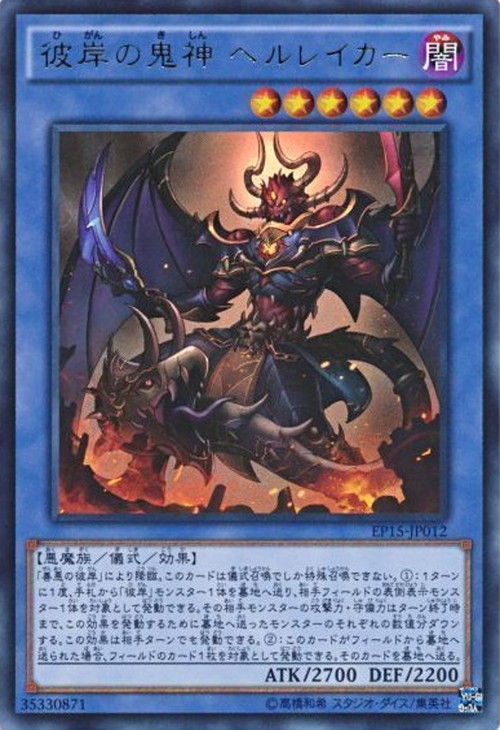 彼岸の鬼神 ヘルレイカー 闇
EP15-JP012
【悪魔族/儀式/効果】
「善悪の彼岸」により降臨。このカードは儀式召喚でしか特殊召喚できない。①:1ターン
に1度、手札から「彼岸」モンスター1体を墓地へ送り、相手フィールドの表側表示モンス
ター1体を対象として発動できる。その相手モンスターの攻撃力・守備力はターン終了時
まで、この効果を発動するために墓地へ送ったモンスターのそれぞれの数値分ダウン
する。この効果は相手ターンでも発動できる。②:このカードがフィールドから墓地へ
送られた場合、フィールドのカード1枚を対象として発動できる。そのカードを墓地へ送る。
ATK/2700 DEF/2200
35330871 ©高橋和希 スタジオ・ダイス/集英社